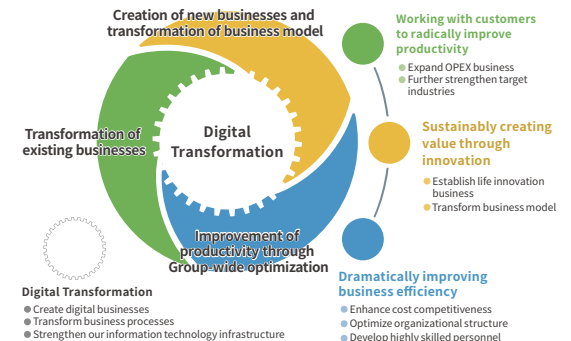 Creation of new businesses and
transformation of business model
Transformation of
existing businesses
Digital
Transformation
Improvement of
productivity through
Group-wide optimization
Working with customers
to radically improve
productivity
Expand OPEX business
Further strengthen target
industries
Sustainably creating
value through
innovation
Establish life innovation
business
Transform business model
Dramatically improving
business efficiency
Enhance cost competitiveness
Optimize organizational structure
Develop highly skilled personnel
Digital Transformation
Create digital businesses
Transform business processes
Strengthen our information technology infrastructure